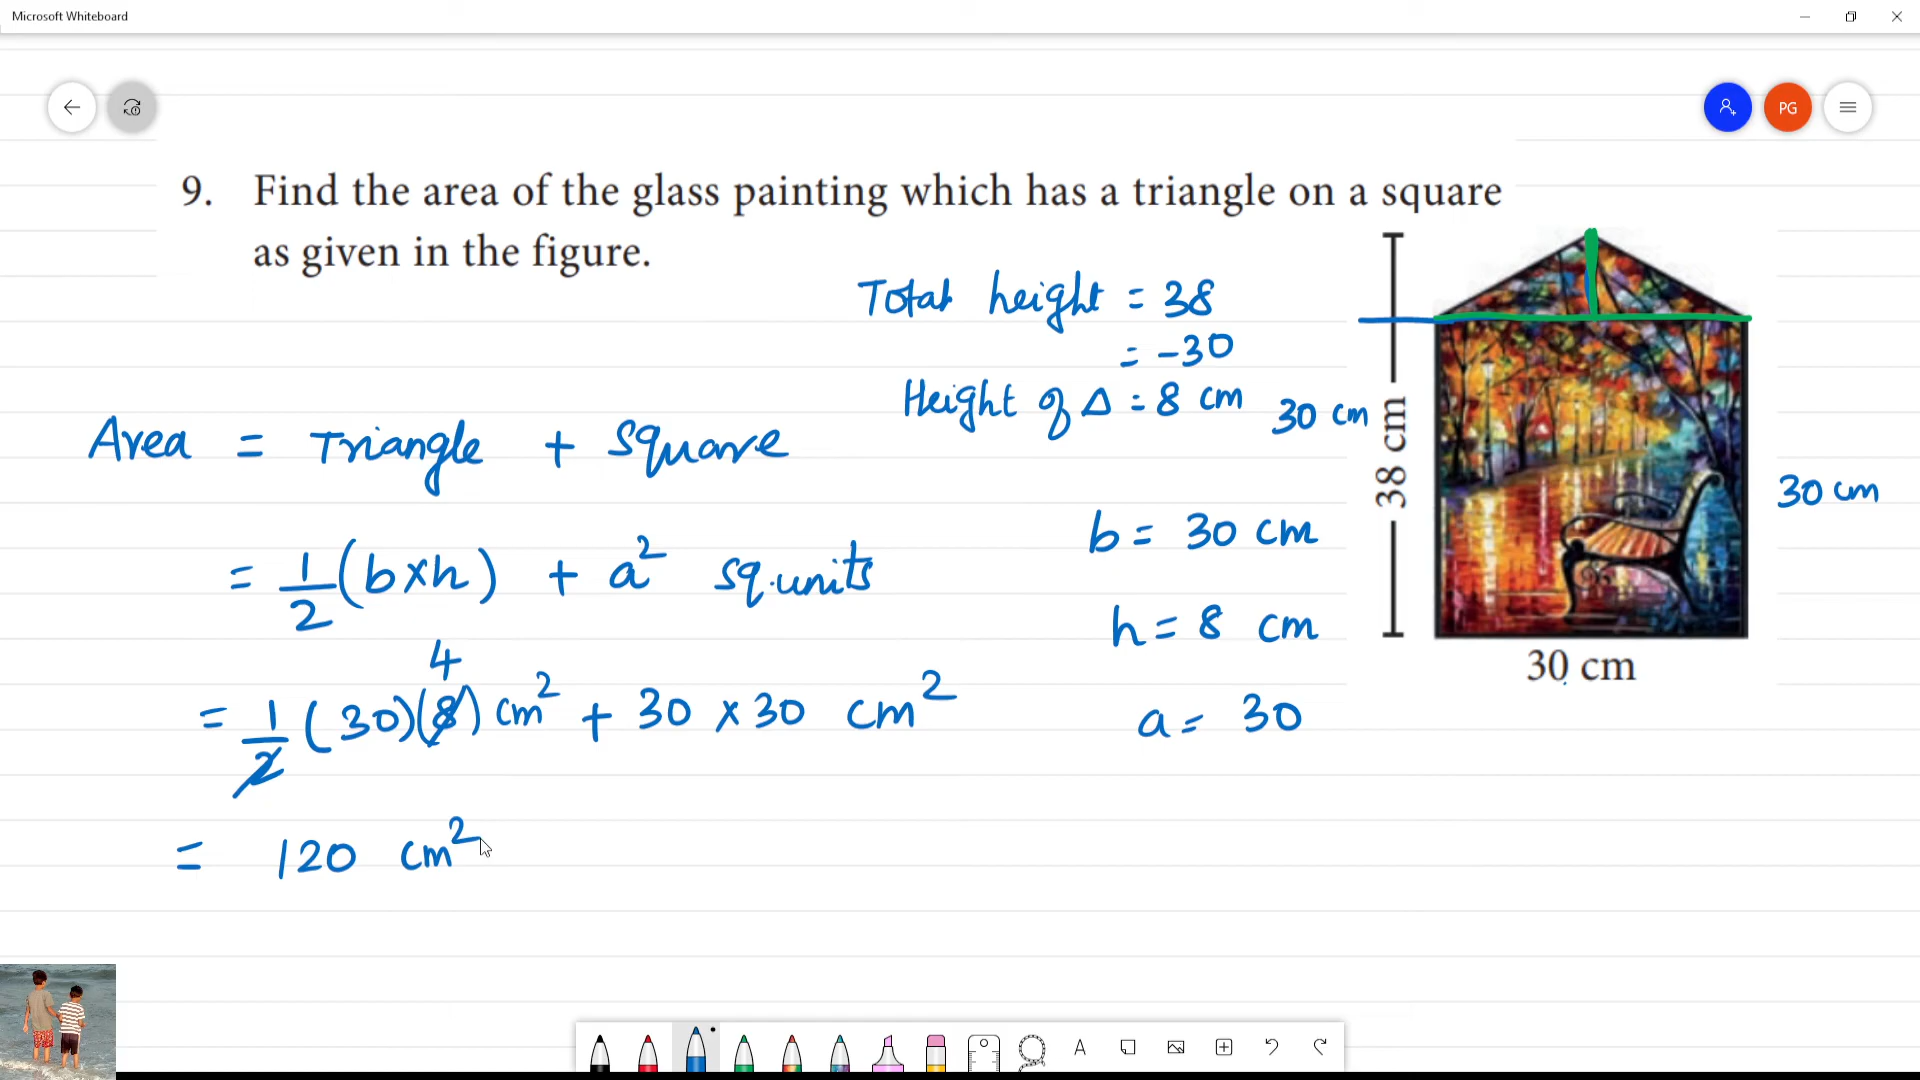 Microsoft Whiteboard
PG
9. Find the area of the glass painting which has a triangle on a square
as given in the figure.
Total height = 38
= -30
Height of Δ = 8 cm
30 cm
38 cm
30 cm
30 cm
Area = Triangle + Square
= 1/2 (b×h) + a² sq.units
= 1/2 (30)(8) cm² + 30 × 30 cm²
4
= 120 cm²
b = 30 cm
h = 8 cm
a = 30
A